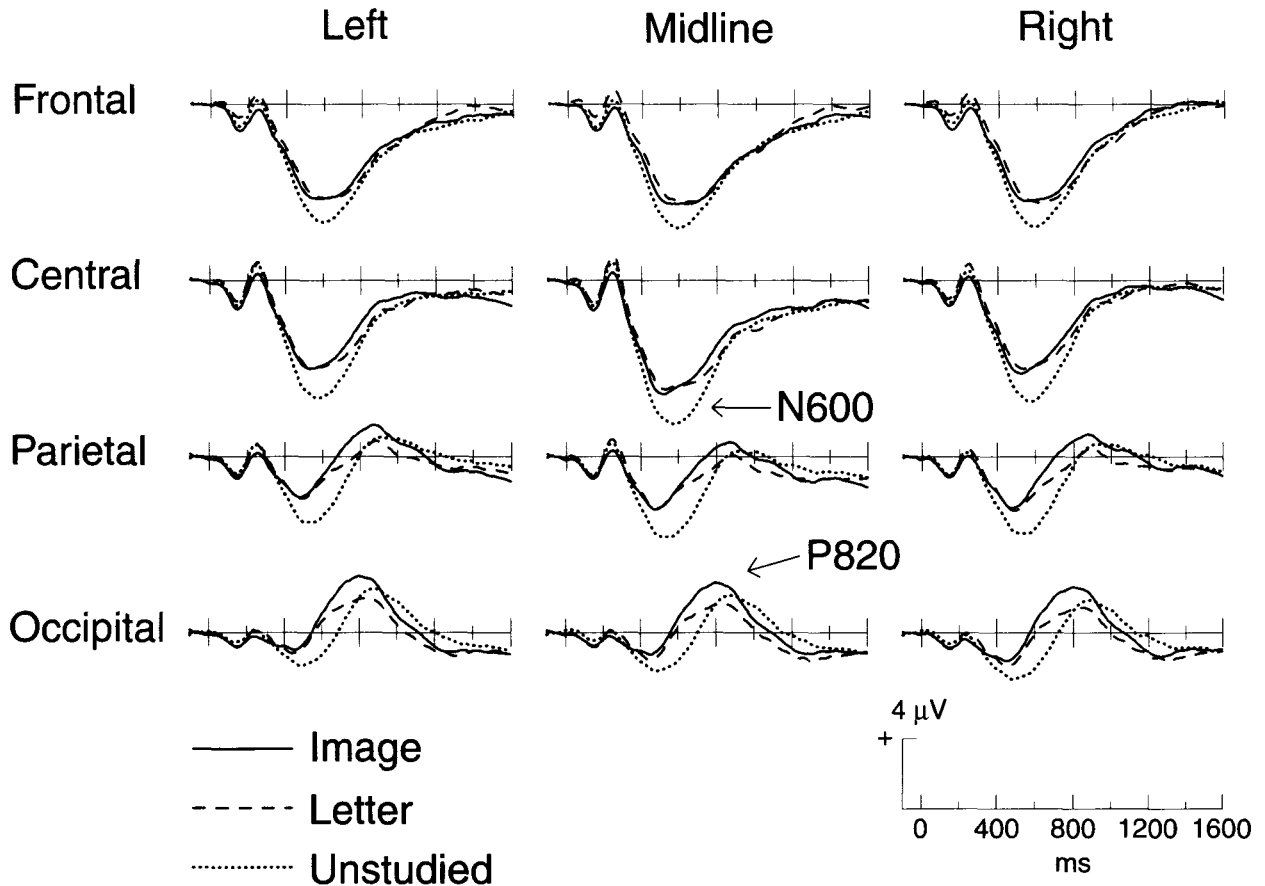 Left Midline Right
Frontal
Central
N600
Parietal
P820
Occipital
4 µV
+
Image
Letter
Unstudied
0 400 800 1200 1600
ms